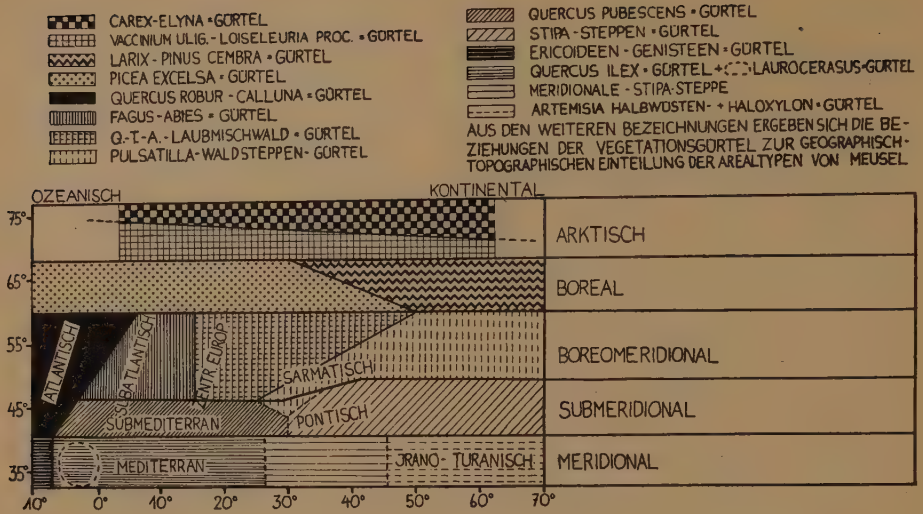 CAREX-ELYNA=GÜRTEL
VACCINIUM ULIG.-LOISELEURIA PROC.=GÜRTEL
LARIX-PINUS CEMBRA=GÜRTEL
PICEA EXCELSA=GÜRTEL
QUERCUS ROBUR-CALLUNA=GÜRTEL
FAGUS-ABIES=GÜRTEL
Q.-T.-A.-LAUBMISCHWALD=GÜRTEL
PULSATILLA-WALDSTEPPEN-GÜRTEL
QUERCUS PUBESCENS=GÜRTEL
STIPA-STEPPEN=GÜRTEL
ERICOIDEEN-GENISTEEN=GÜRTEL
QUERCUS ILEX=GÜRTEL+ LAUROCERASUS=GÜRTEL
MERIDIONALE-STIPA-STEPPE
ARTEMISIA HALBWÜSTEN-+HALOXYLON=GÜRTEL
AUS DEN WEITEREN BEZEICHNUNGEN ERGEBEN SICH DIE BE-
ZIEHUNGEN DER VEGETATIONSGÜRTEL ZUR GEOGRAPHISCH-
TOPOGRAPHISCHEN EINTEILUNG DER AREALTYPEN VON MEUSEL
OZEANISCH KONTINENTAL
75° ARKTISCH
65° BOREAL
55° ATLANTISCH SUBATLANTISCH ZENTR. EUROP SARMATISCH BOREOMERIDIONAL
45° SUBMEDITERRAN PONTISCH SUBMERIDIONAL
35° MEDITERRAN JRANO-TURANISCH MERIDIONAL
10° 0° 10° 20° 30° 40° 50° 60° 70°